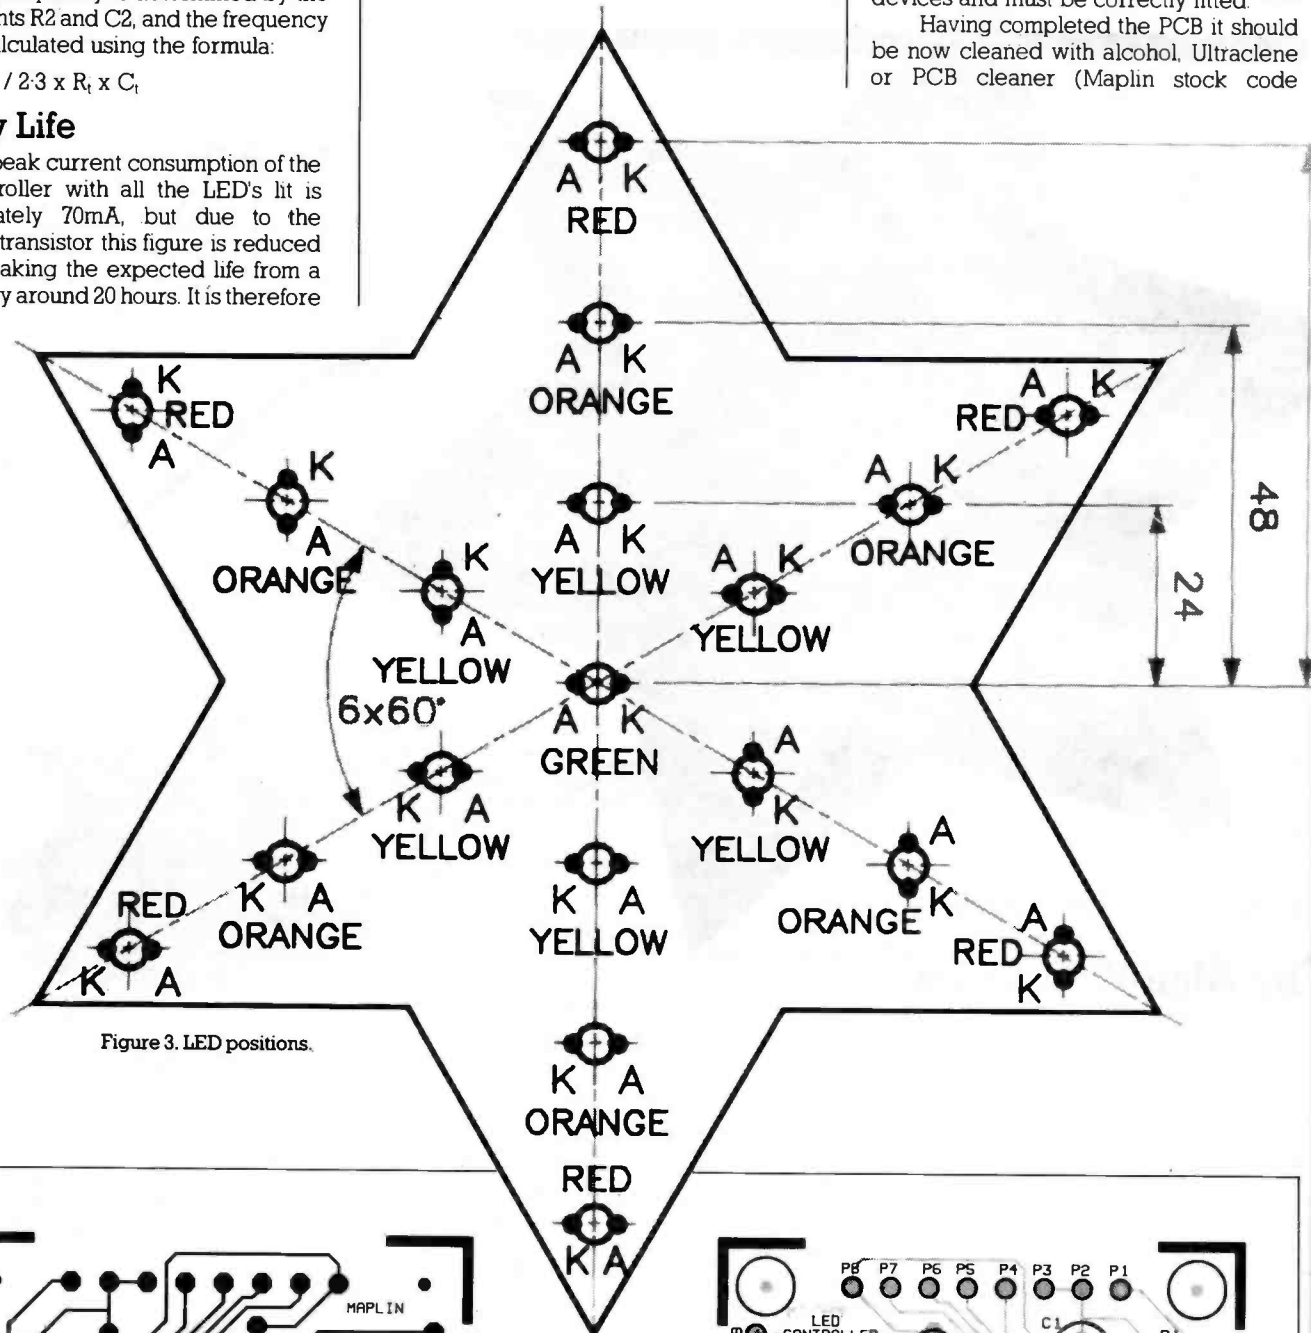 nts R2 and C2, and the frequency
alculated using the formula:
/ 2·3 x Rt x Ct
y Life
peak current consumption of the
roller with all the LED's lit is
ately 70mA, but due to the
transistor this figure is reduced
aking the expected life from a
y around 20 hours. It is therefore
devices and must be correctly fitted.
Having completed the PCB it should
be now cleaned with alcohol, Ultraclene
or PCB cleaner (Maplin stock code
A K
RED
A K
ORANGE
A K
YELLOW
K
RED
A
K
A
ORANGE
K
A
YELLOW
A K
RED
A K
ORANGE
A K
YELLOW
48
24
6x60°
A K
GREEN
K A
YELLOW
K A
ORANGE
RED
K A
A
K
YELLOW
A
K
ORANGE
A
RED
K
K A
YELLOW
K A
ORANGE
RED
K A
Figure 3. LED positions.
MAPLIN
P8 P7 P6 P5 P4 P3 P2 P1
LED
CONTROLLER
C1